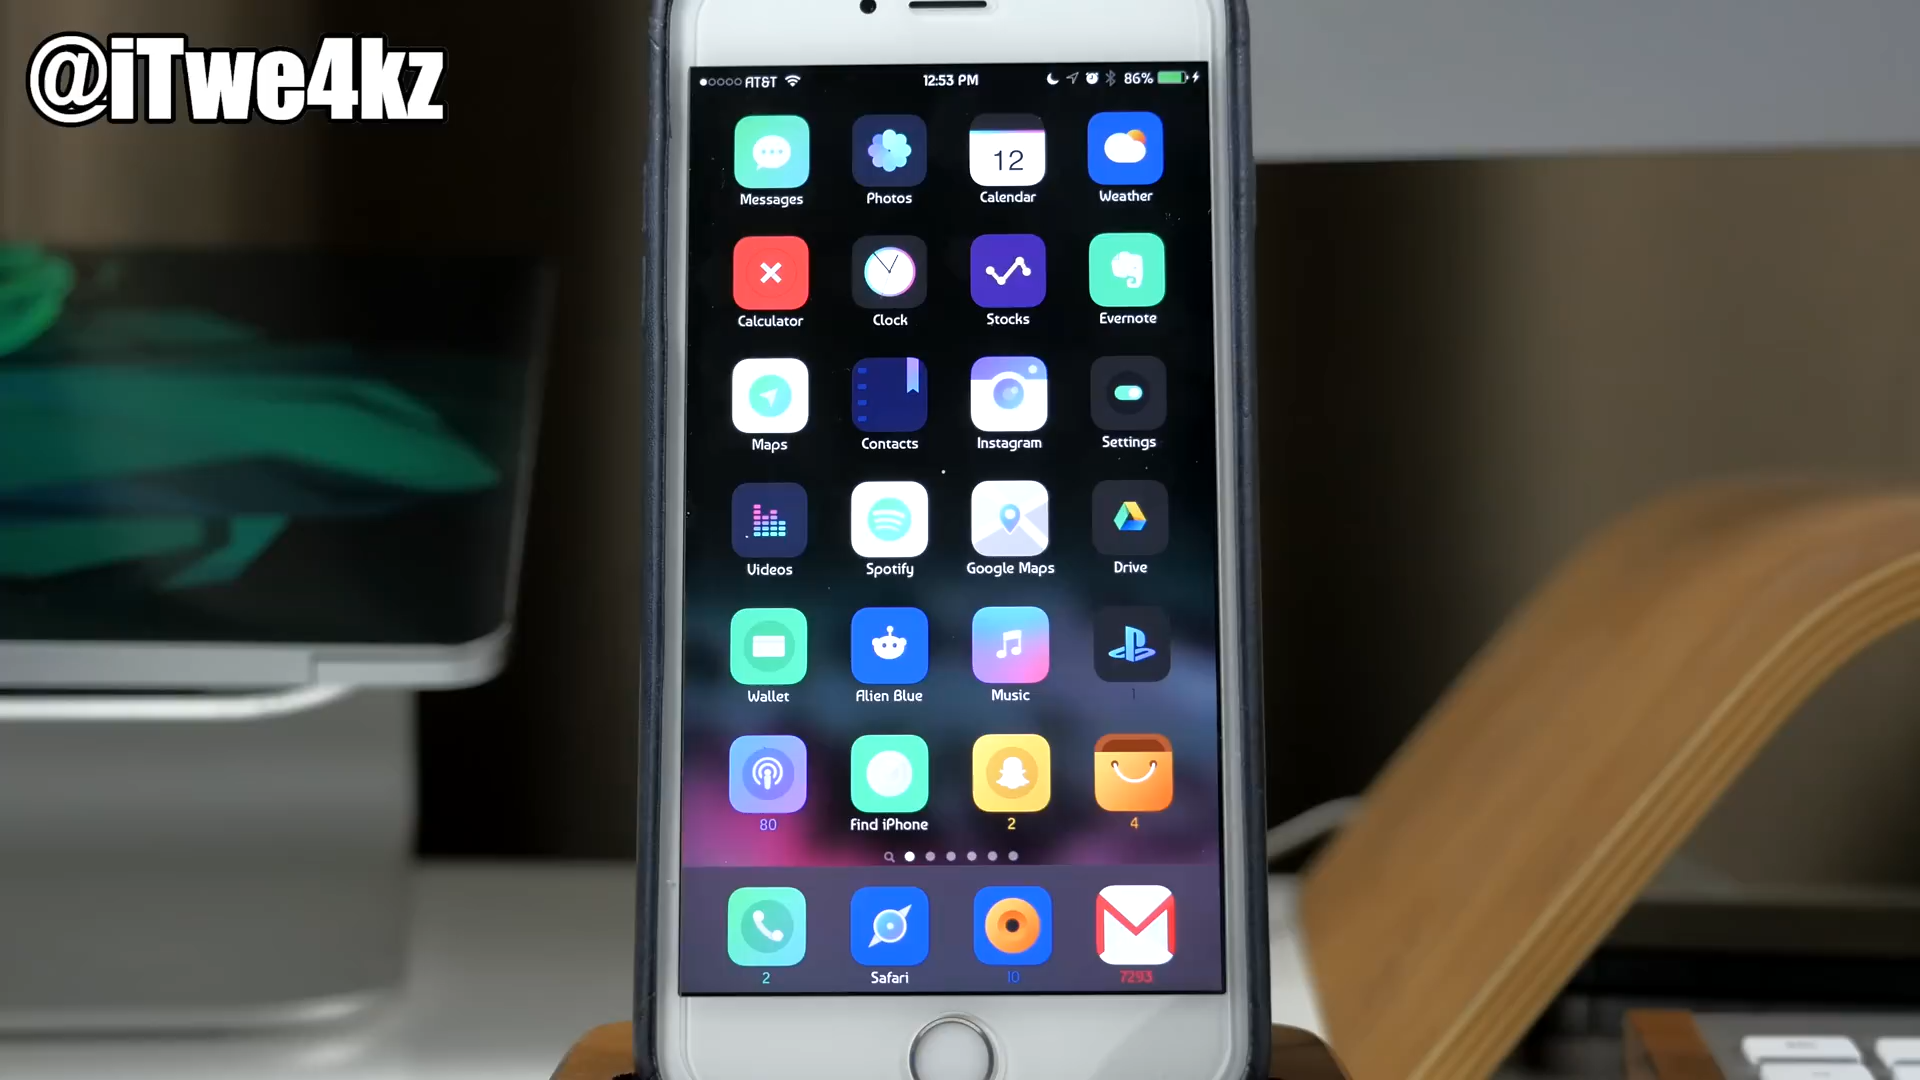 @iTwe4kz
AT&T 12:53 PM 86%
Messages Photos 12 Calendar Weather
Calculator Clock Stocks Evernote
Maps Contacts Instagram Settings
Videos Spotify Google Maps Drive
Wallet Alien Blue Music 1
80 Find iPhone 2 4
2 Safari 10 7293